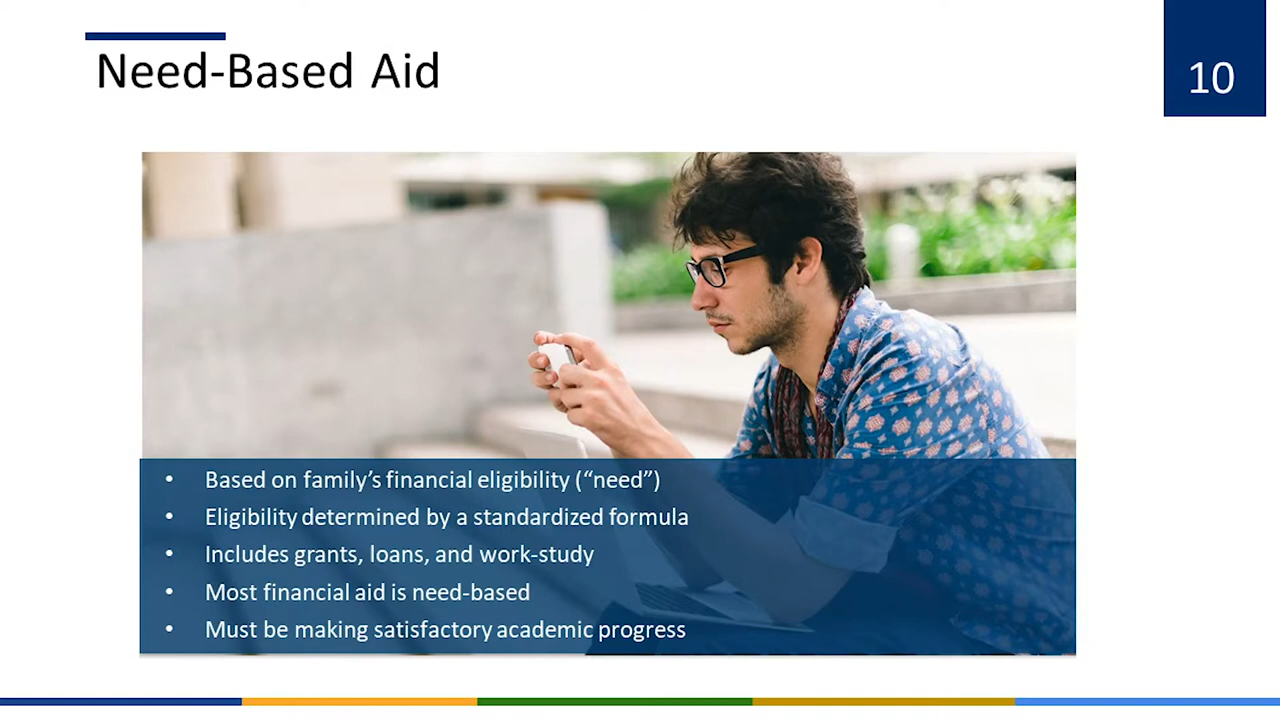 Need-Based Aid
10
• Based on family’s financial eligibility (“need”)
• Eligibility determined by a standardized formula
• Includes grants, loans, and work-study
• Most financial aid is need-based
• Must be making satisfactory academic progress